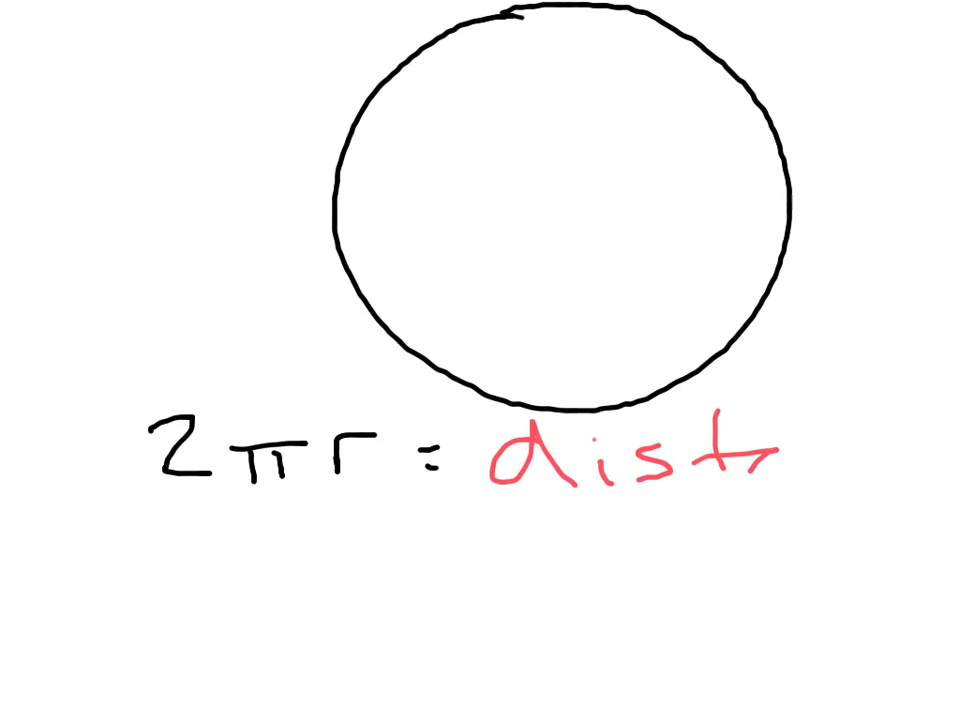 2πr = dist